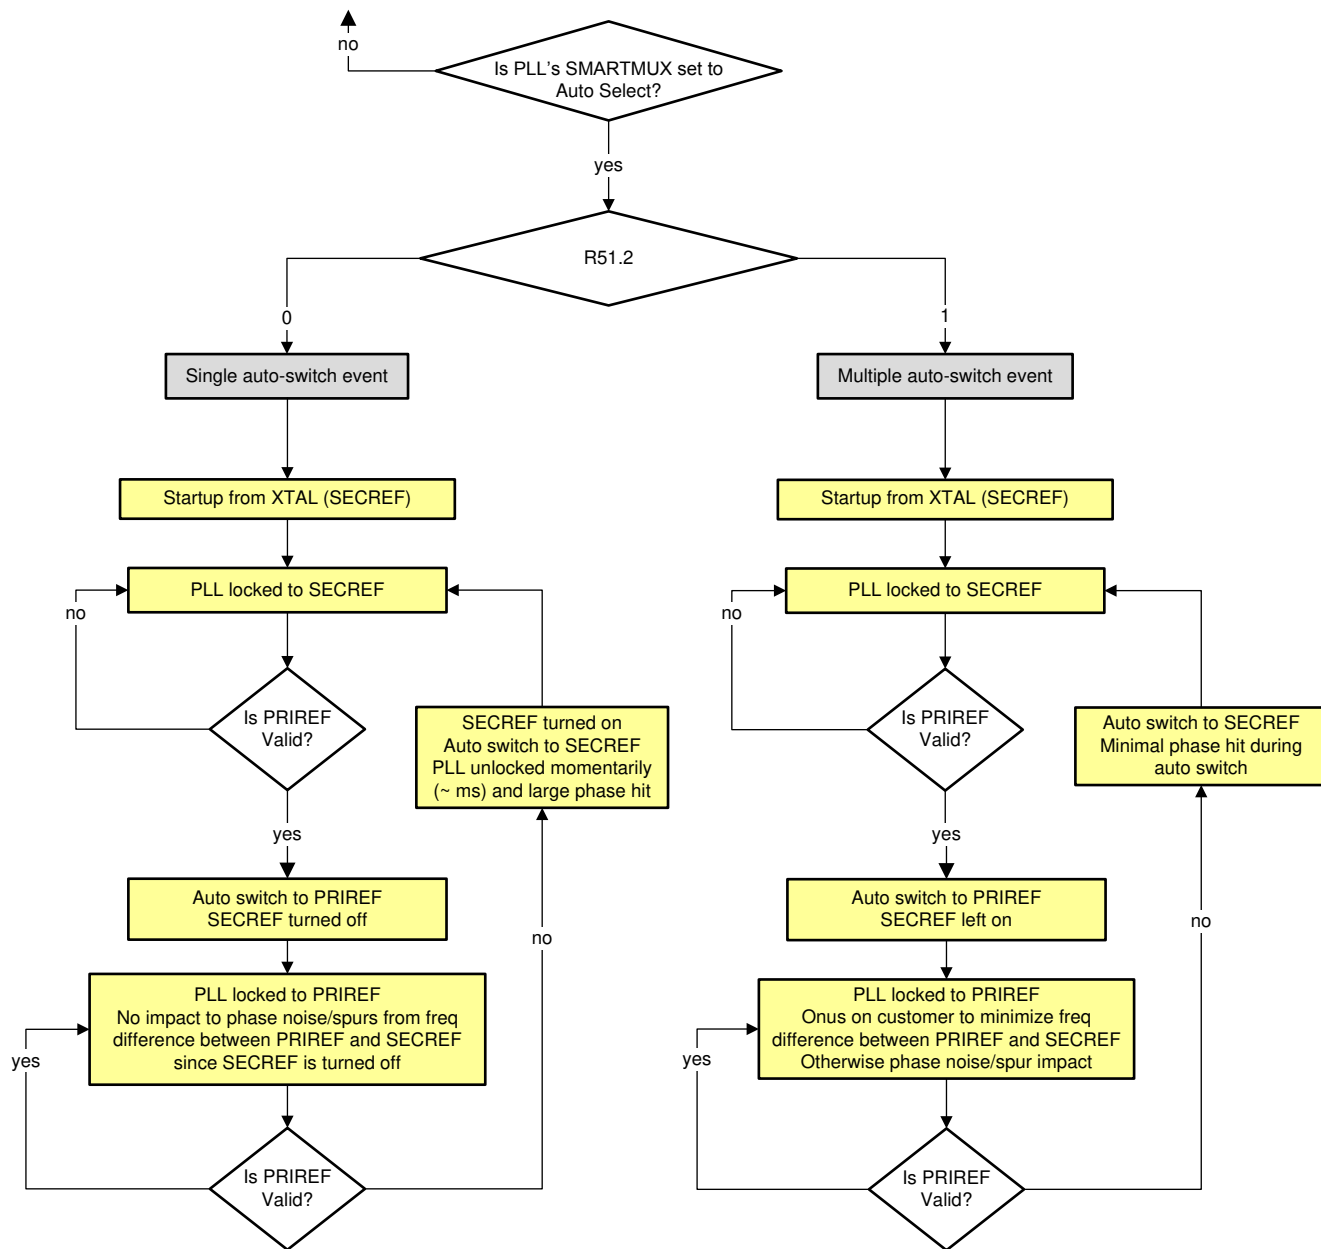 no
Is PLL's SMARTMUX set to
Auto Select?
yes
R51.2
0
1
Single auto-switch event
Multiple auto-switch event
Startup from XTAL (SECREF)
Startup from XTAL (SECREF)
PLL locked to SECREF
PLL locked to SECREF
no
no
Is PRIREF
Valid?
SECREF turned on
Auto switch to SECREF
PLL unlocked momentarily
(~ ms) and large phase hit
Is PRIREF
Valid?
Auto switch to SECREF
Minimal phase hit during
auto switch
yes
yes
Auto switch to PRIREF
SECREF turned off
Auto switch to PRIREF
SECREF left on
no
no
PLL locked to PRIREF
No impact to phase noise/spurs from freq
difference between PRIREF and SECREF
since SECREF is turned off
PLL locked to PRIREF
Onus on customer to minimize freq
difference between PRIREF and SECREF
Otherwise phase noise/spur impact
yes
yes
Is PRIREF
Valid?
Is PRIREF
Valid?